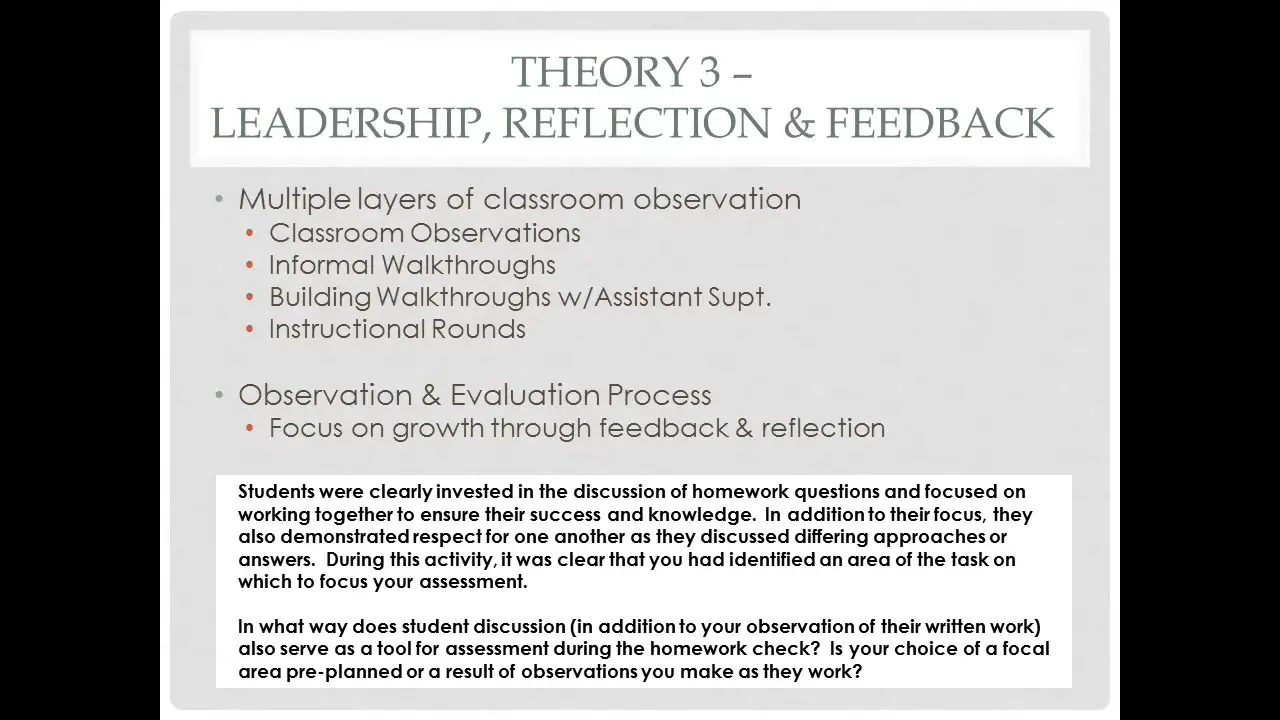 THEORY 3 –
LEADERSHIP, REFLECTION & FEEDBACK
• Multiple layers of classroom observation
• Classroom Observations
• Informal Walkthroughs
• Building Walkthroughs w/Assistant Supt.
• Instructional Rounds
• Observation & Evaluation Process
• Focus on growth through feedback & reflection
Students were clearly invested in the discussion of homework questions and focused on
working together to ensure their success and knowledge.  In addition to their focus, they
also demonstrated respect for one another as they discussed differing approaches or
answers.  During this activity, it was clear that you had identified an area of the task on
which to focus your assessment.
In what way does student discussion (in addition to your observation of their written work)
also serve as a tool for assessment during the homework check?  Is your choice of a focal
area pre-planned or a result of observations you make as they work?